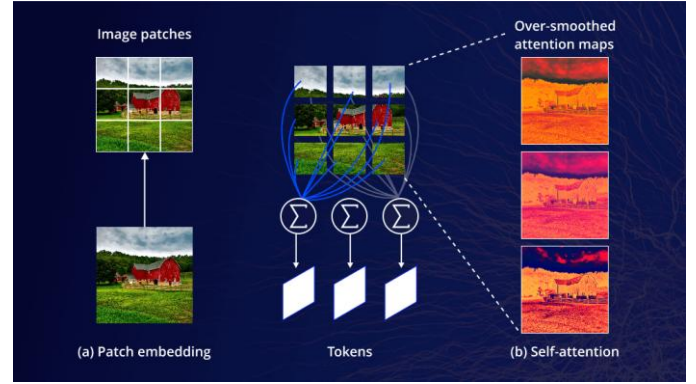 Image patches
Over-smoothed
attention maps
Σ Σ Σ
(a) Patch embedding
Tokens
(b) Self-attention